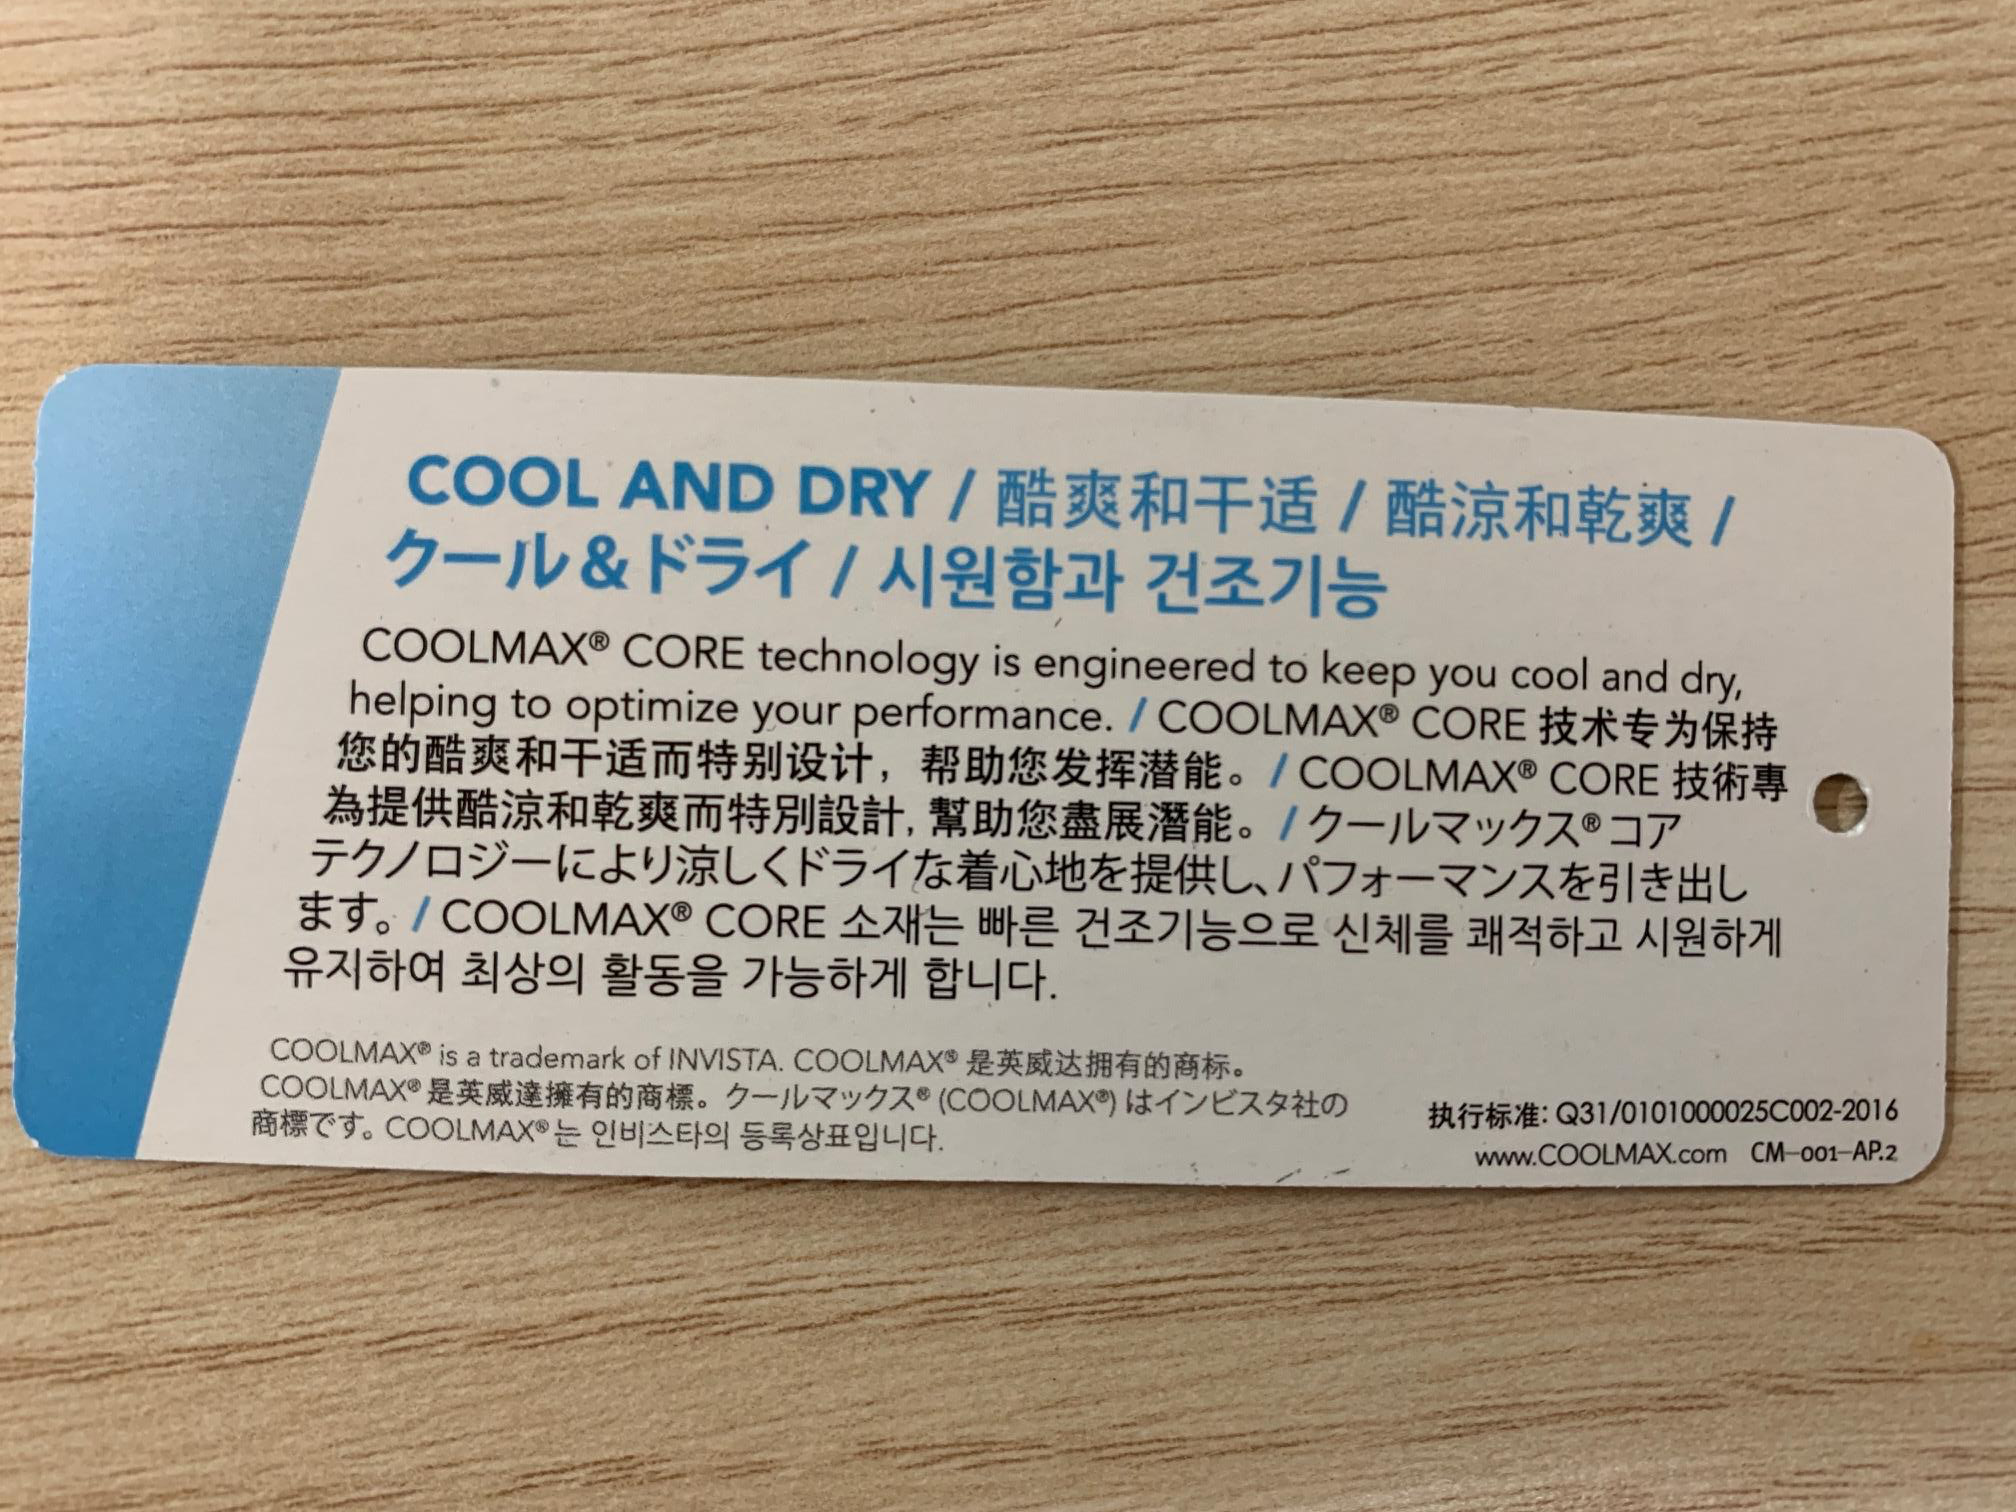 COOL AND DRY / 酷爽和干适 / 酷涼和乾爽 /
クール&ドライ / 시원함과 건조기능
COOLMAX® CORE technology is engineered to keep you cool and dry,
helping to optimize your performance. / COOLMAX® CORE 技术专为保持
您的酷爽和干适而特别设计，帮助您发挥潜能。/ COOLMAX® CORE 技術專
為提供酷涼和乾爽而特別設計, 幫助您盡展潛能。/ クールマックス® コア
テクノロジーにより涼しくドライな着心地を提供し、パフォーマンスを引き出し
ます。/ COOLMAX® CORE 소재는 빠른 건조기능으로 신체를 쾌적하고 시원하게
유지하여 최상의 활동을 가능하게 합니다.
COOLMAX® is a trademark of INVISTA. COOLMAX® 是英威达拥有的商标。
COOLMAX® 是英威達擁有的商標。クールマックス® (COOLMAX®) はインビスタ社の
商標です。COOLMAX® 는 인비스타의 등록상표입니다.
执行标准: Q31/0101000025C002-2016
www.COOLMAX.com CM-001-AP.2